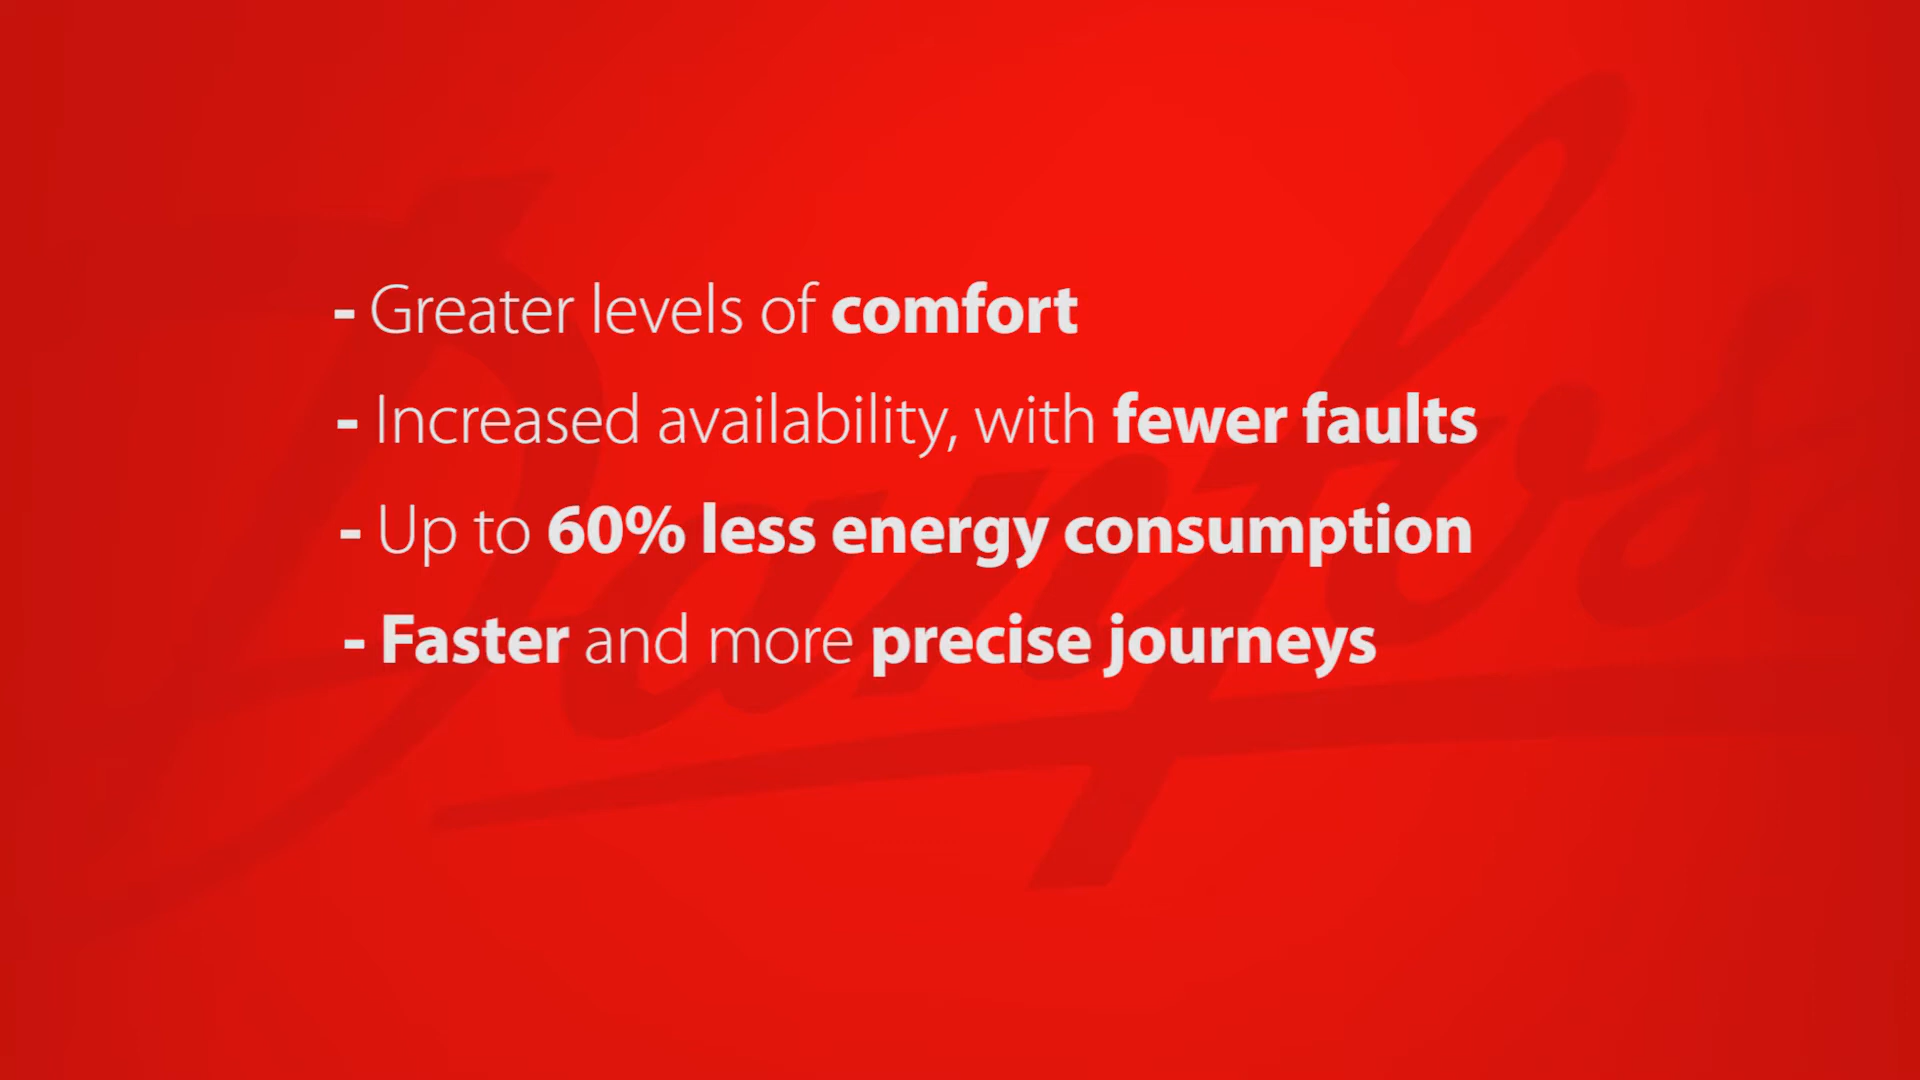 - Greater levels of comfort
- Increased availability, with fewer faults
- Up to 60% less energy consumption
- Faster and more precise journeys
Danfoss